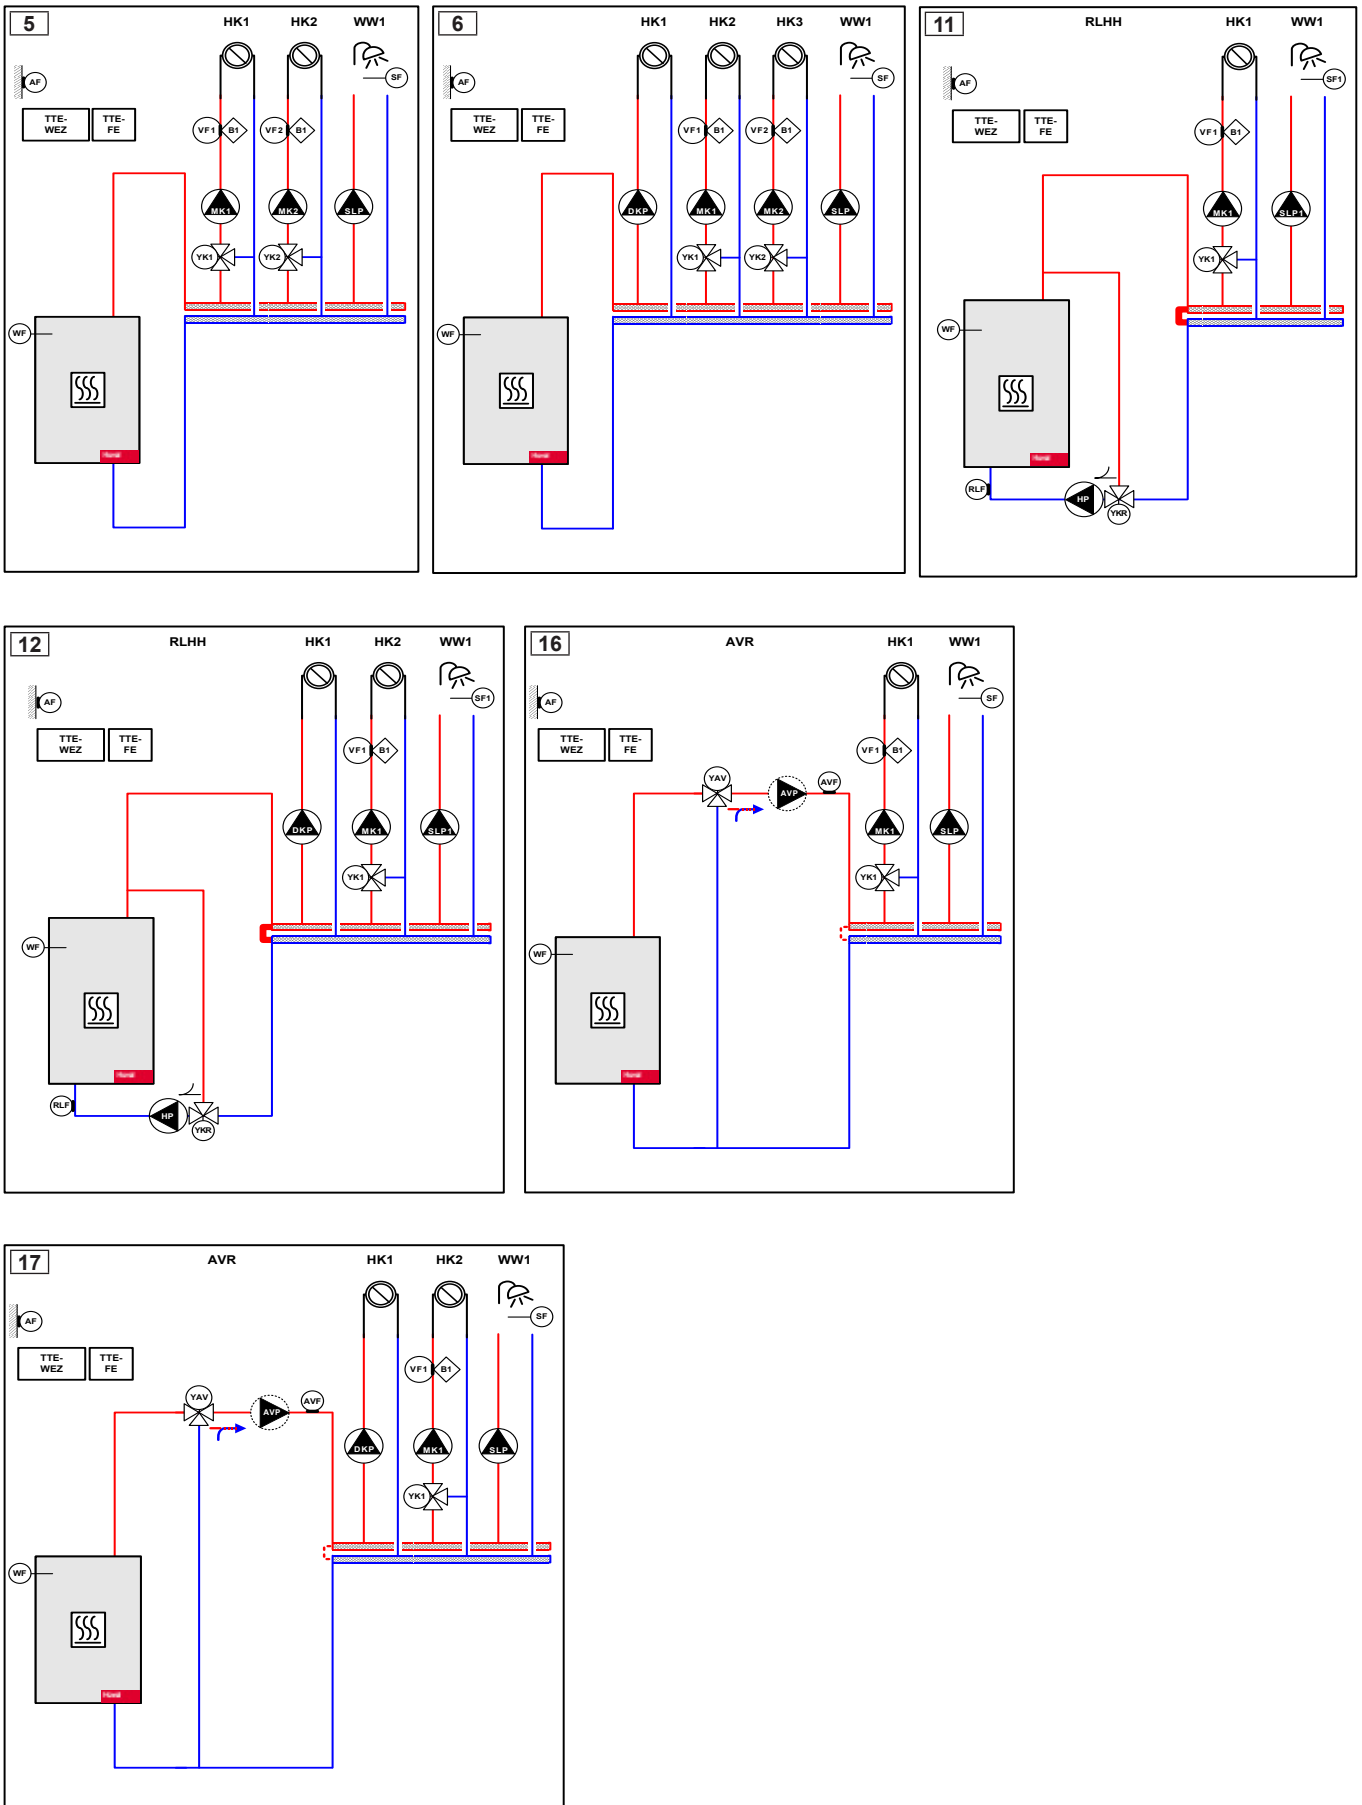 5 HK1 HK2 WW1
AF SF
TTE-WEZ TTE-FE
VF1 B1 VF2 B1
MK1 MK2 SLP
YK1 YK2
WF
6 HK1 HK2 HK3 WW1
AF SF
TTE-WEZ TTE-FE
VF1 B1 VF2 B1
DKP MK1 MK2 SLP
YK1 YK2
WF
11 RLHH HK1 WW1
AF SF1
TTE-WEZ TTE-FE
VF1 B1
MK1 SLP1
YK1
WF
RLF HP
YKR
12 RLHH HK1 HK2 WW1
AF SF1
TTE-WEZ TTE-FE
VF1 B1
DKP MK1 SLP1
YK1
WF
RLF HP
YKR
16 AVR HK1 WW1
AF SF
TTE-WEZ TTE-FE
VF1 B1
YAV AVP AVF
MK1 SLP
YK1
WF
17 AVR HK1 HK2 WW1
AF SF
TTE-WEZ TTE-FE
VF1 B1
YAV AVP AVF
DKP MK1 SLP
YK1
WF